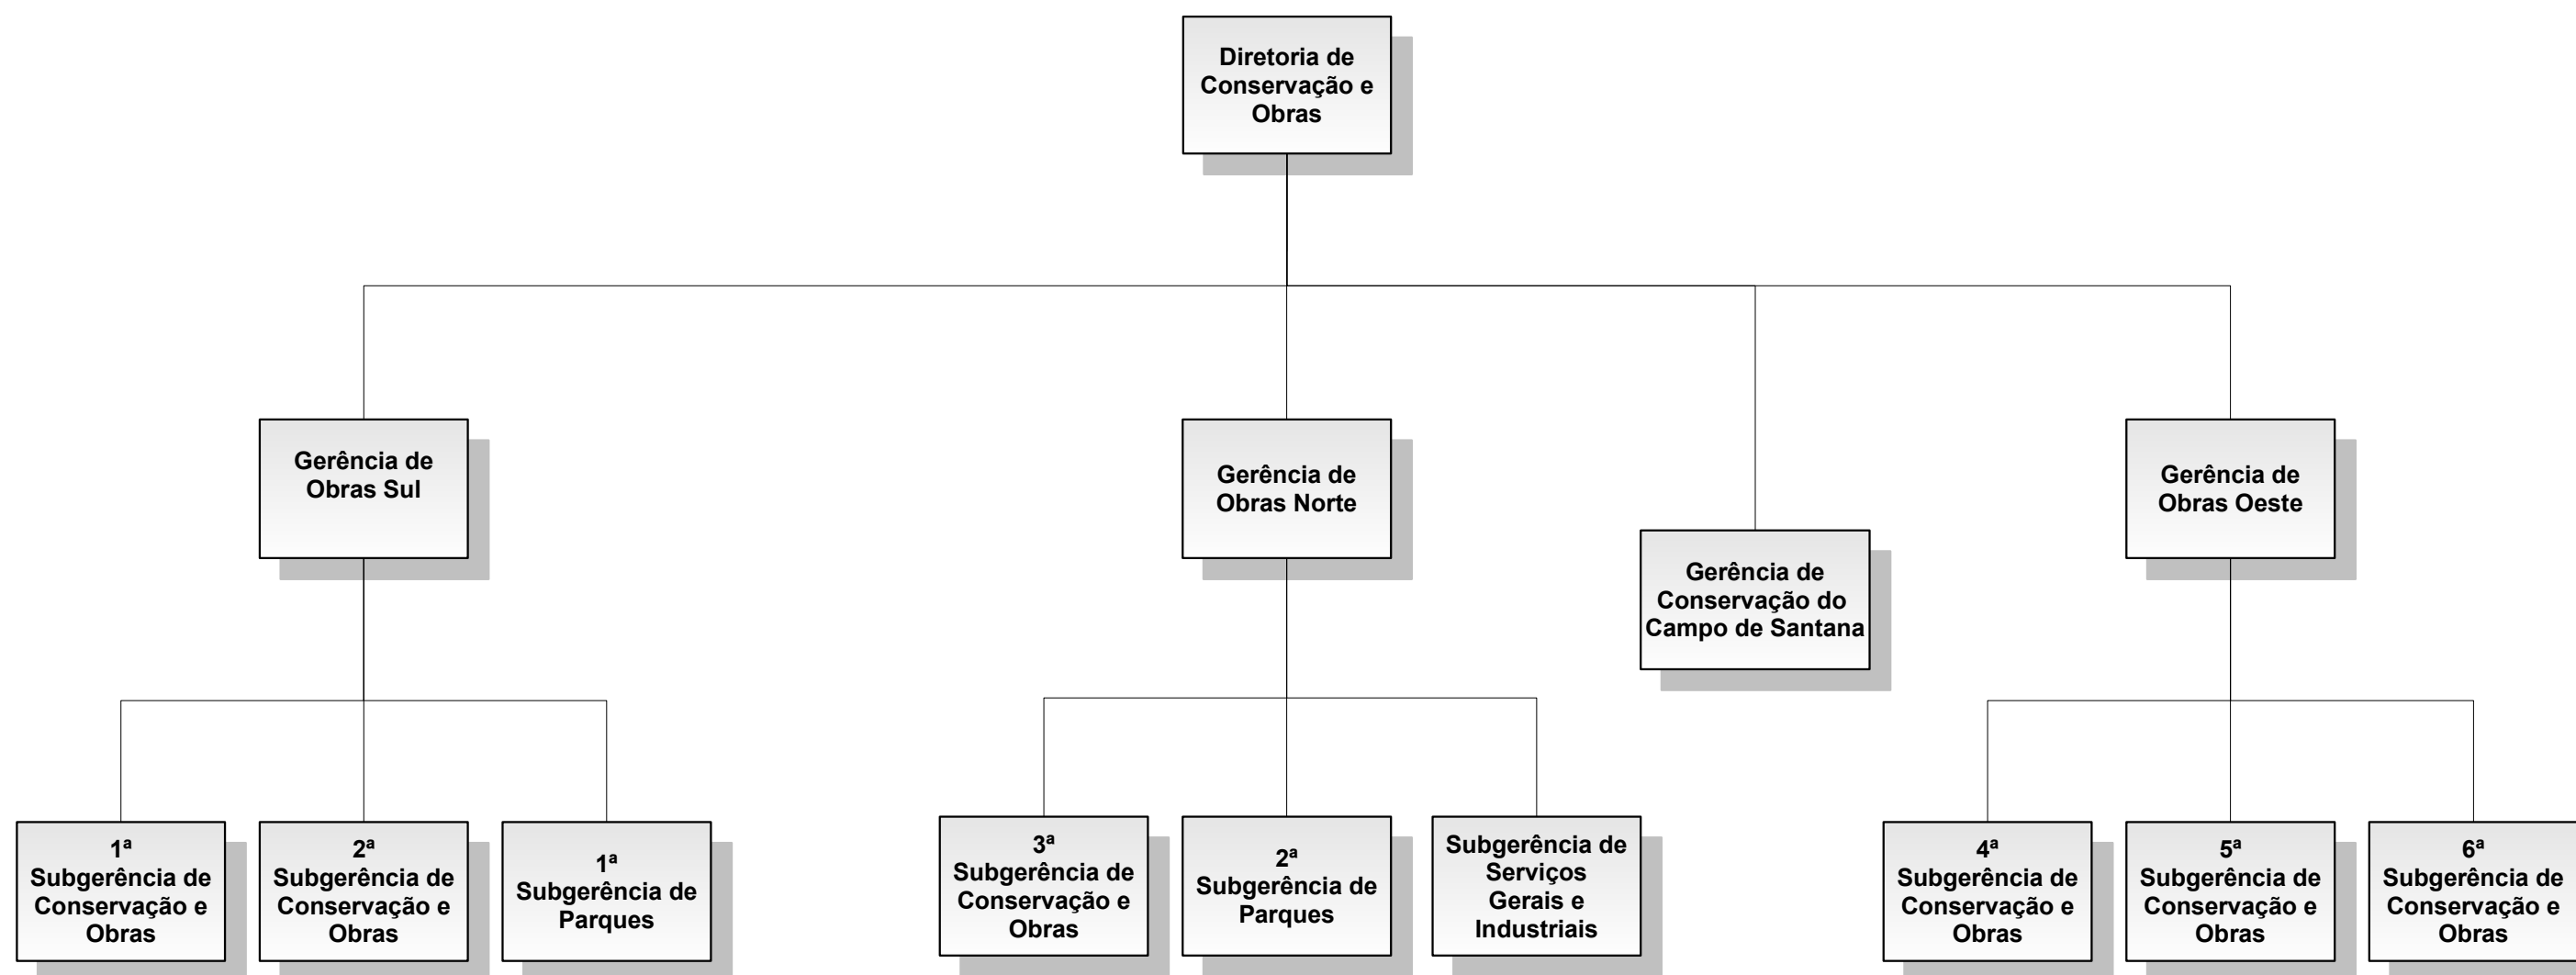 Diretoria de
Conservação e
Obras
Gerência de
Obras Sul
Gerência de
Obras Norte
Gerência de
Conservação do
Campo de Santana
Gerência de
Obras Oeste
1ª
Subgerência de
Conservação e
Obras
2ª
Subgerência de
Conservação e
Obras
1ª
Subgerência de
Parques
3ª
Subgerência de
Conservação e
Obras
2ª
Subgerência de
Parques
Subgerência de
Serviços
Gerais e
Industriais
4ª
Subgerência de
Conservação e
Obras
5ª
Subgerência de
Conservação e
Obras
6ª
Subgerência de
Conservação e
Obras